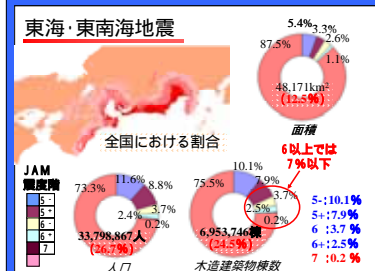 東海･東南海地震
5.4%
3.3%
2.6%
1.1%
87.5%
48,171km²
(12.5%)
面積
全国における割合
6以上では
7%以下
JAM
震度階
5-
5+
6-
6+
7
73.3%
11.6%
8.8%
3.7%
2.4%
0.2%
33,798,867人
(26.7%)
人口
75.5%
10.1%
7.9%
3.7%
2.5%
0.2%
6,953,746棟
(24.5%)
木造建築物棟数
5-:10.1%
5+:7.9%
6 :3.7%
6+:2.5%
7 :0.2 %